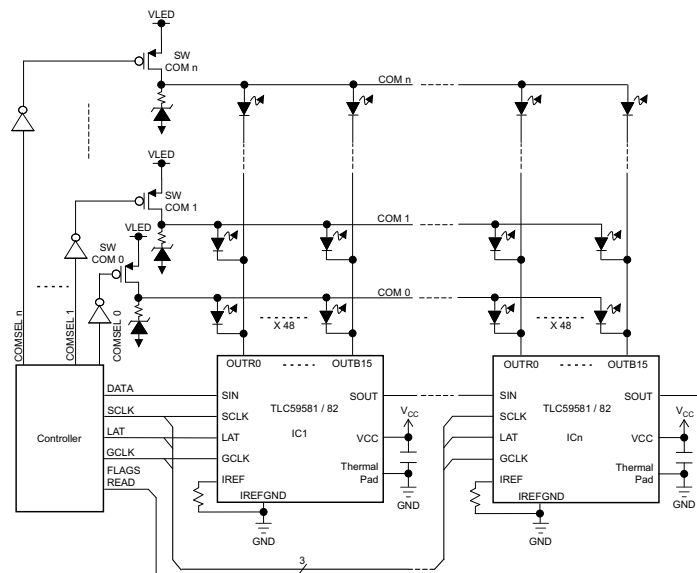 VLED
SW
COM n
COM n
VLED
SW
COM 1
COM 1
VLED
SW
COM 0
COM 0
COMSEL n
COMSEL 1
COMSEL 0
X 48
X 48
OUTR0
OUTB15
OUTR0
OUTB15
Controller
DATA
SCLK
LAT
GCLK
FLAGS
READ
SIN
SCLK
LAT
GCLK
IREF
TLC59581 / 82
IC1
SOUT
VCC
Thermal
Pad
IREFGND
GND
VCC
GND
SIN
SCLK
LAT
GCLK
IREF
TLC59581 / 82
ICn
SOUT
VCC
Thermal
Pad
IREFGND
GND
VCC
GND
3